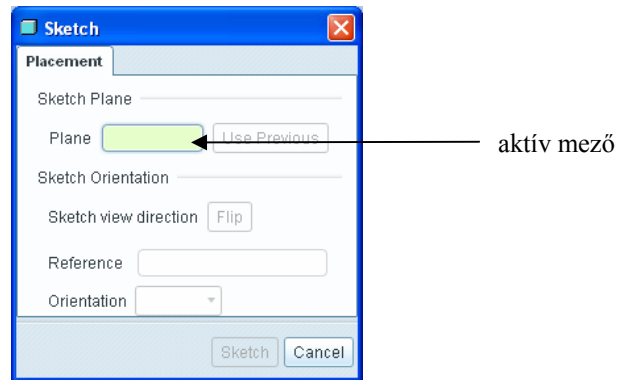 Sketch
Placement
Sketch Plane
Plane Use Previous aktív mező
Sketch Orientation
Sketch view direction Flip
Reference
Orientation
Sketch Cancel